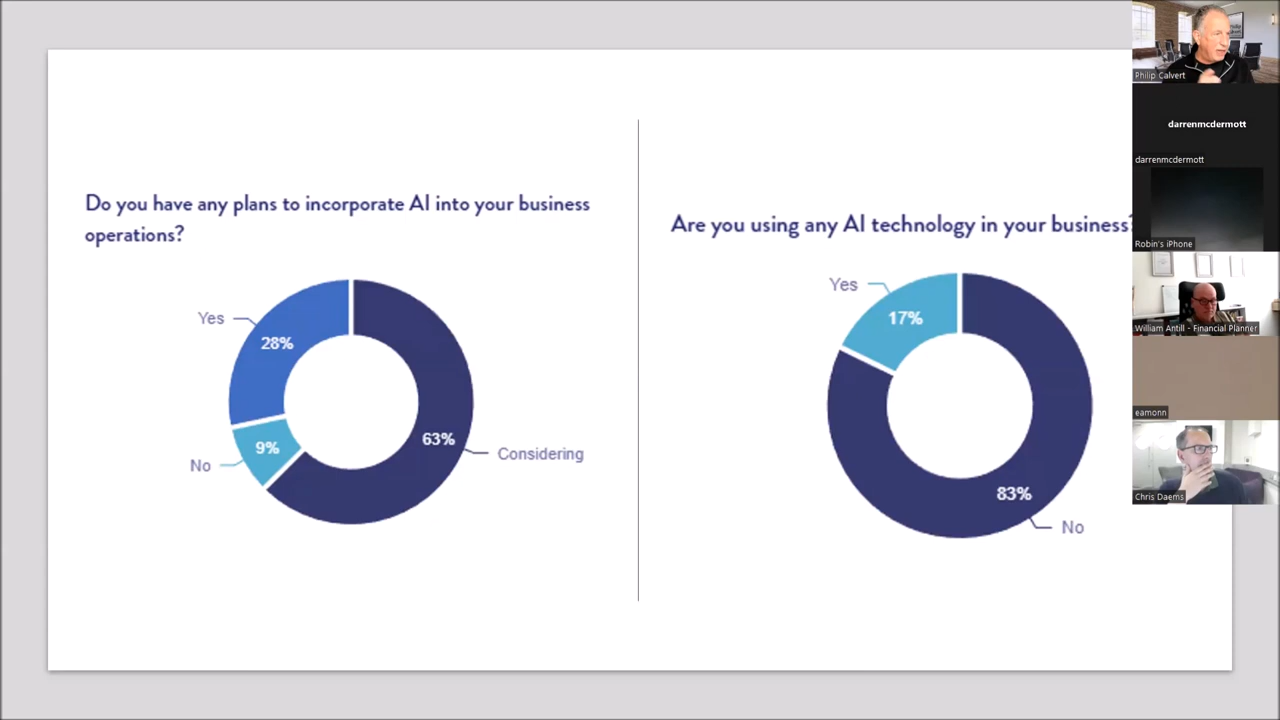 Do you have any plans to incorporate AI into your business
operations?
Yes
28%
9%
No
63%
Considering
Are you using any AI technology in your business?
Yes
17%
83%
No
Philip Calvert
darrenmcdermott
darrenmcdermott
Robin's iPhone
William Antill - Financial Planner
eamonn
Chris Daems